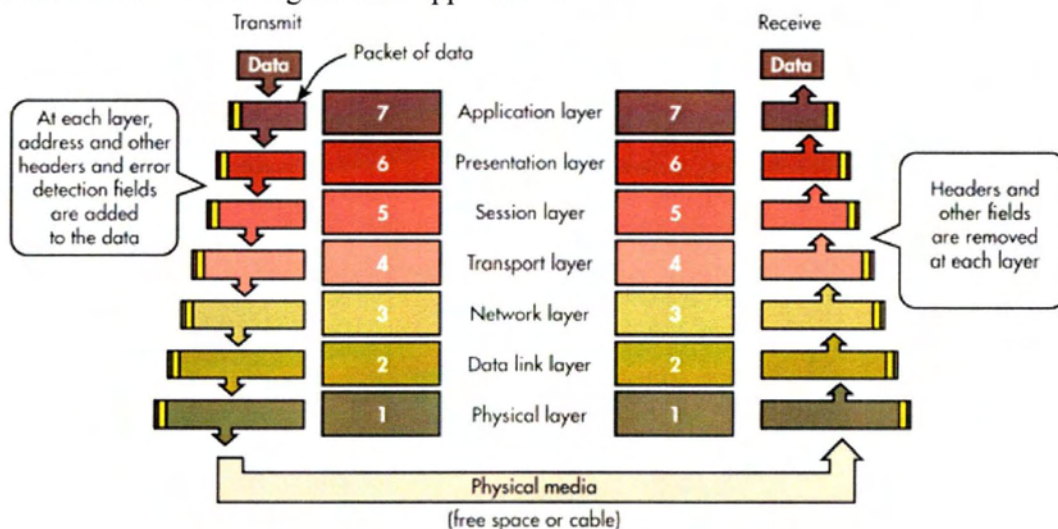 Transmit
Receive
Data
Packet of data
Data
At each layer,
address and other
headers and error
detection fields
are added
to the data
7
Application layer
7
6
Presentation layer
6
5
Session layer
5
4
Transport layer
4
3
Network layer
3
2
Data link layer
2
1
Physical layer
1
Headers and
other fields
are removed
at each layer
Physical media
(free space or cable)